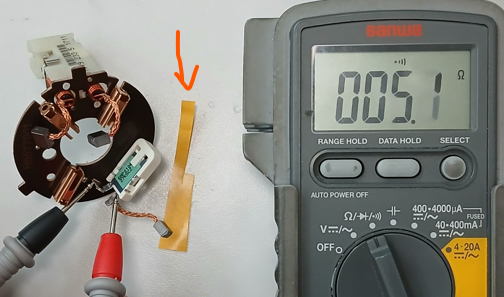 sanwa
005.1 Ω
RANGE HOLD DATA HOLD SELECT
AUTO POWER OFF
400·4000µA
FUSED
40·400mA
Ω
V
OFF
4·20A